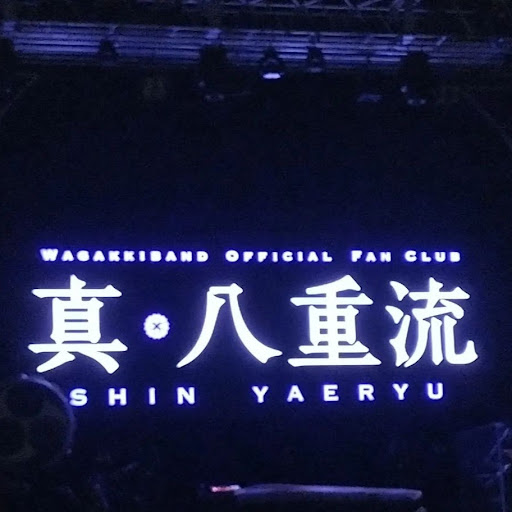 WAGAKKIBAND OFFICIAL FAN CLUB
真・八重流
SHIN YAERYU